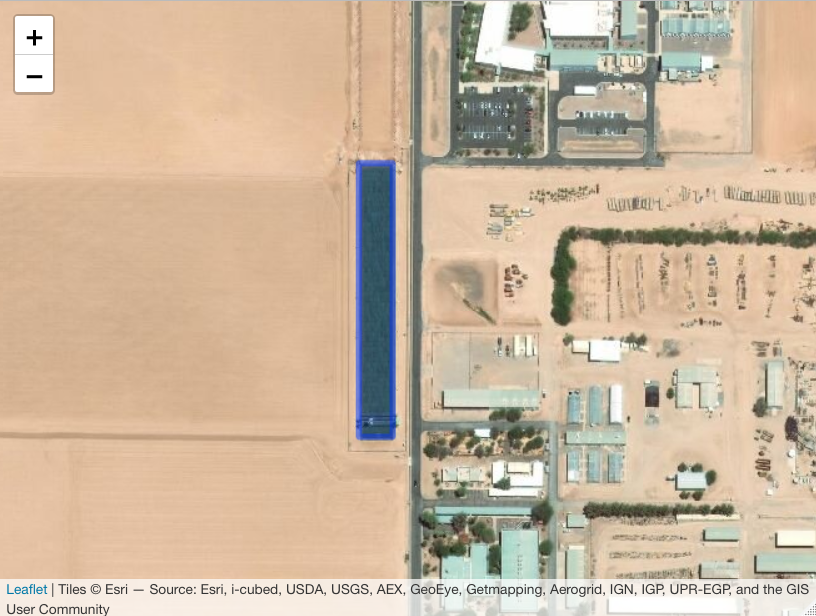 +
−
Leaflet | Tiles © Esri — Source: Esri, i-cubed, USDA, USGS, AEX, GeoEye, Getmapping, Aerogrid, IGN, IGP, UPR-EGP, and the GIS
User Community